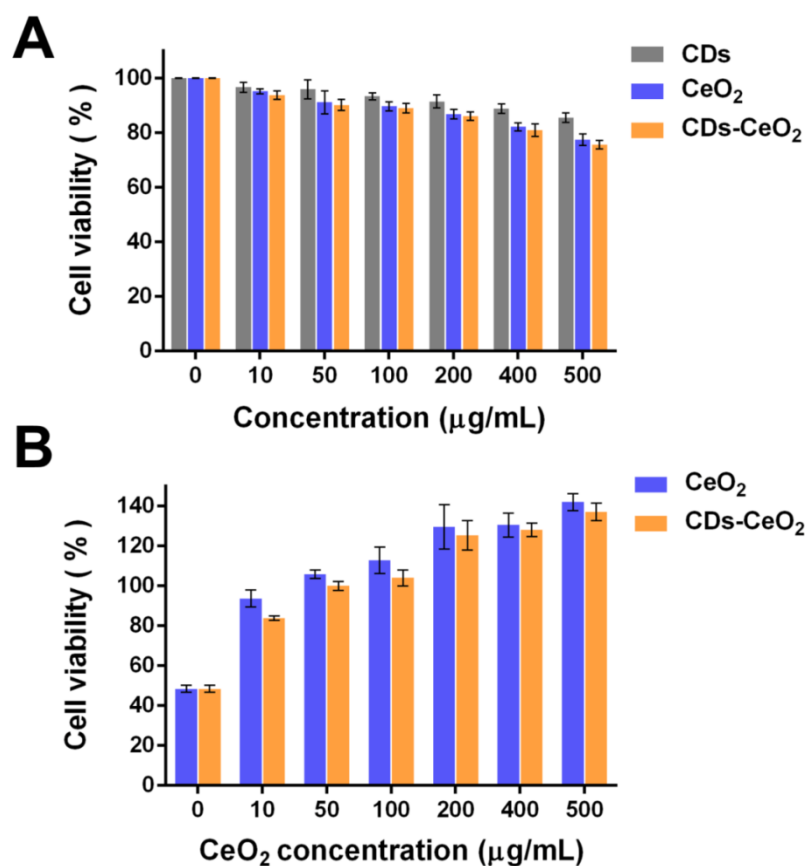 A
CDs
CeO₂
CDs-CeO₂
Cell viability ( % )
100
80
60
40
20
0
0 10 50 100 200 400 500
Concentration (μg/mL)
B
CeO₂
CDs-CeO₂
Cell viability ( % )
140
120
100
80
60
40
20
0
0 10 50 100 200 400 500
CeO₂ concentration (μg/mL)